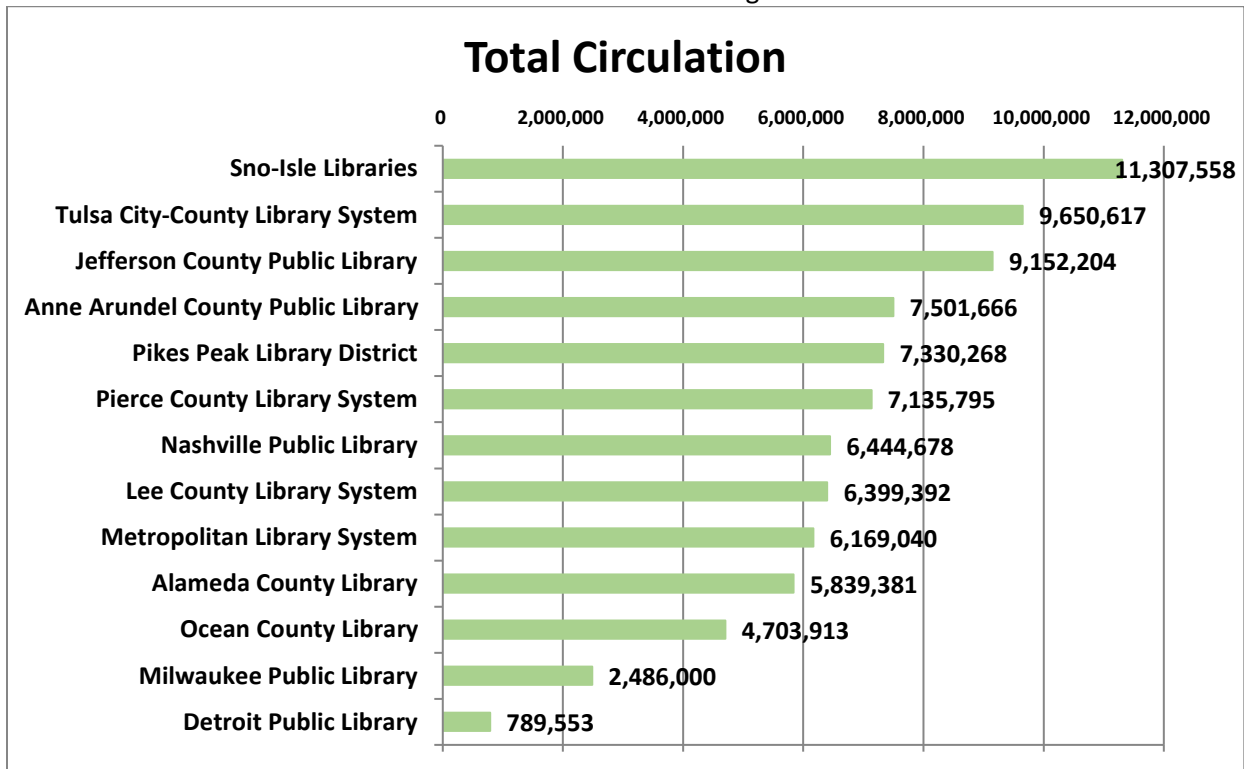 Total Circulation
0 2,000,000 4,000,000 6,000,000 8,000,000 10,000,000 12,000,000
Sno-Isle Libraries 11,307,558
Tulsa City-County Library System 9,650,617
Jefferson County Public Library 9,152,204
Anne Arundel County Public Library 7,501,666
Pikes Peak Library District 7,330,268
Pierce County Library System 7,135,795
Nashville Public Library 6,444,678
Lee County Library System 6,399,392
Metropolitan Library System 6,169,040
Alameda County Library 5,839,381
Ocean County Library 4,703,913
Milwaukee Public Library 2,486,000
Detroit Public Library 789,553